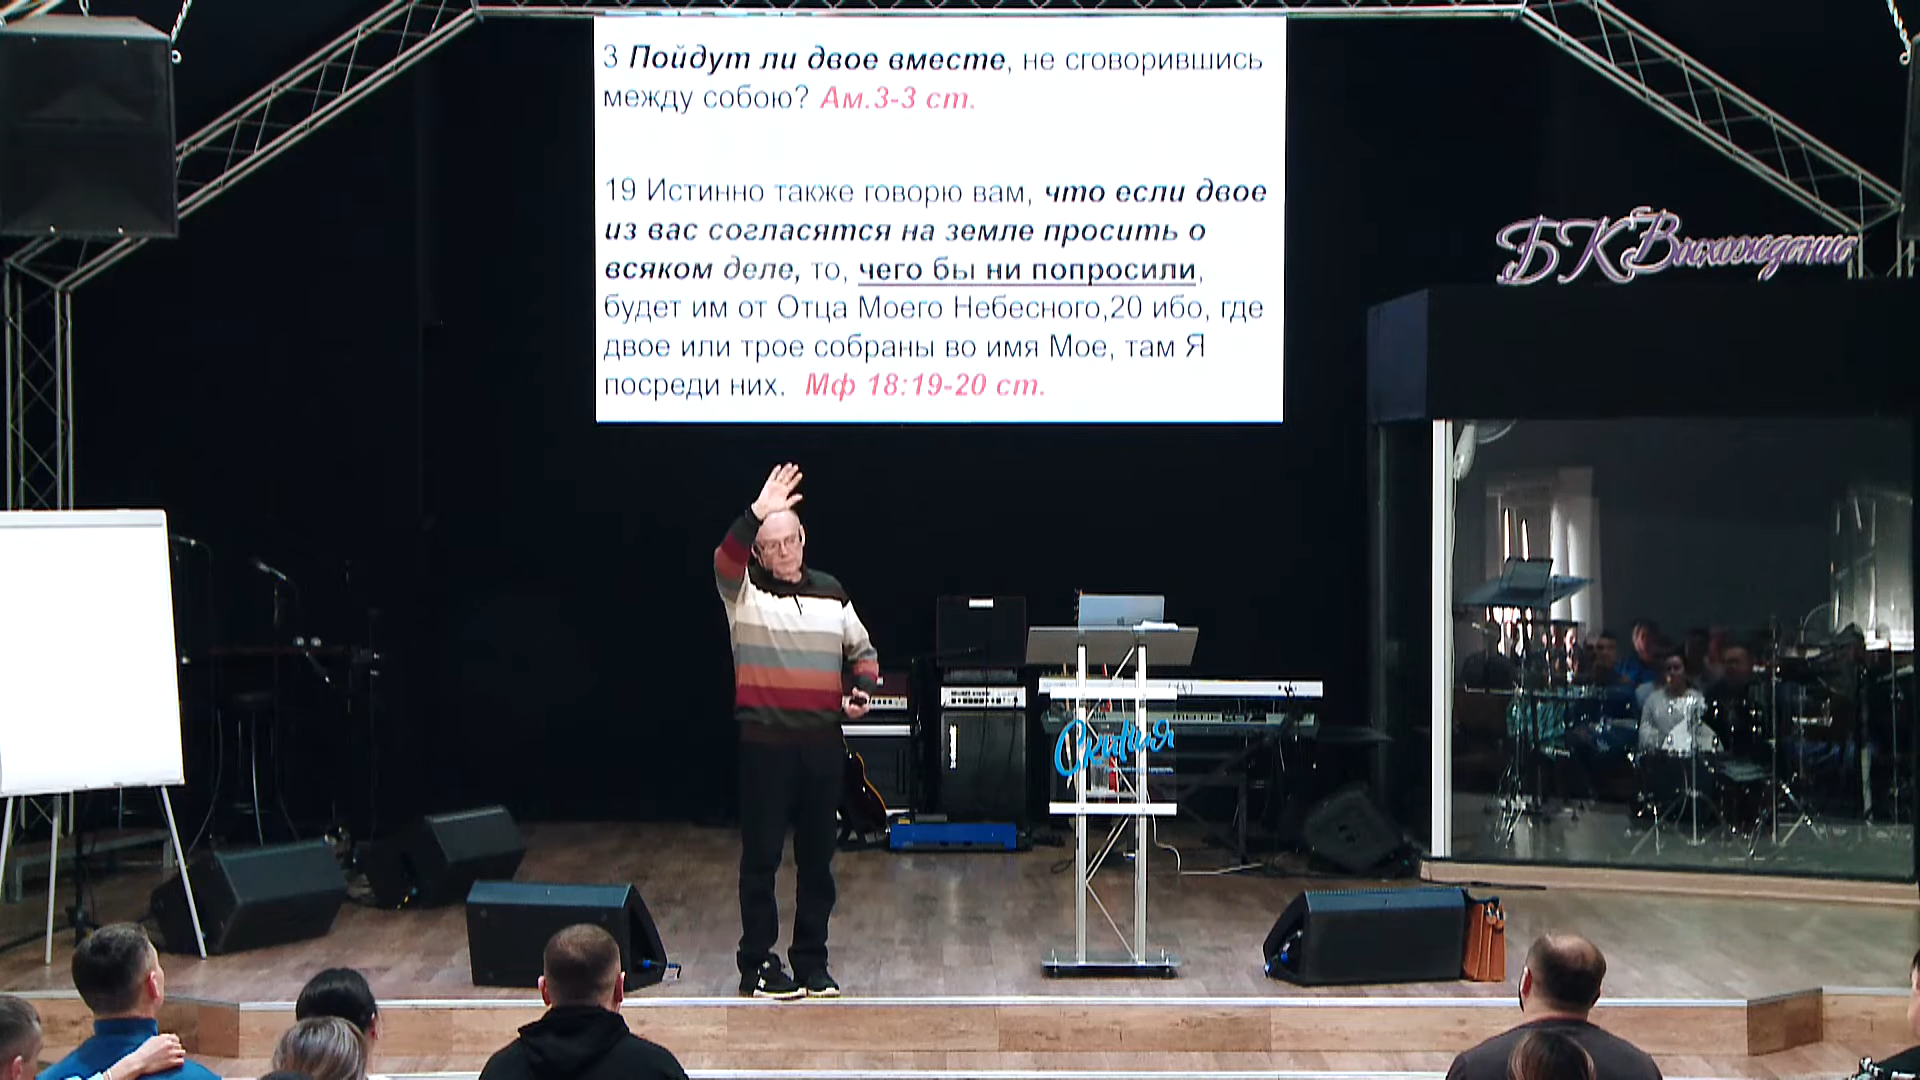 3 Пойдут ли двое вместе, не сговорившись
между собою? Ам.3-3 ст.
19 Истинно также говорю вам, что если двое
из вас согласятся на земле просить о
всяком деле, то, чего бы ни попросили,
будет им от Отца Моего Небесного,20 ибо, где
двое или трое собраны во имя Мое, там Я
посреди них. Мф 18:19-20 ст.
БК Восхождение
Скиния